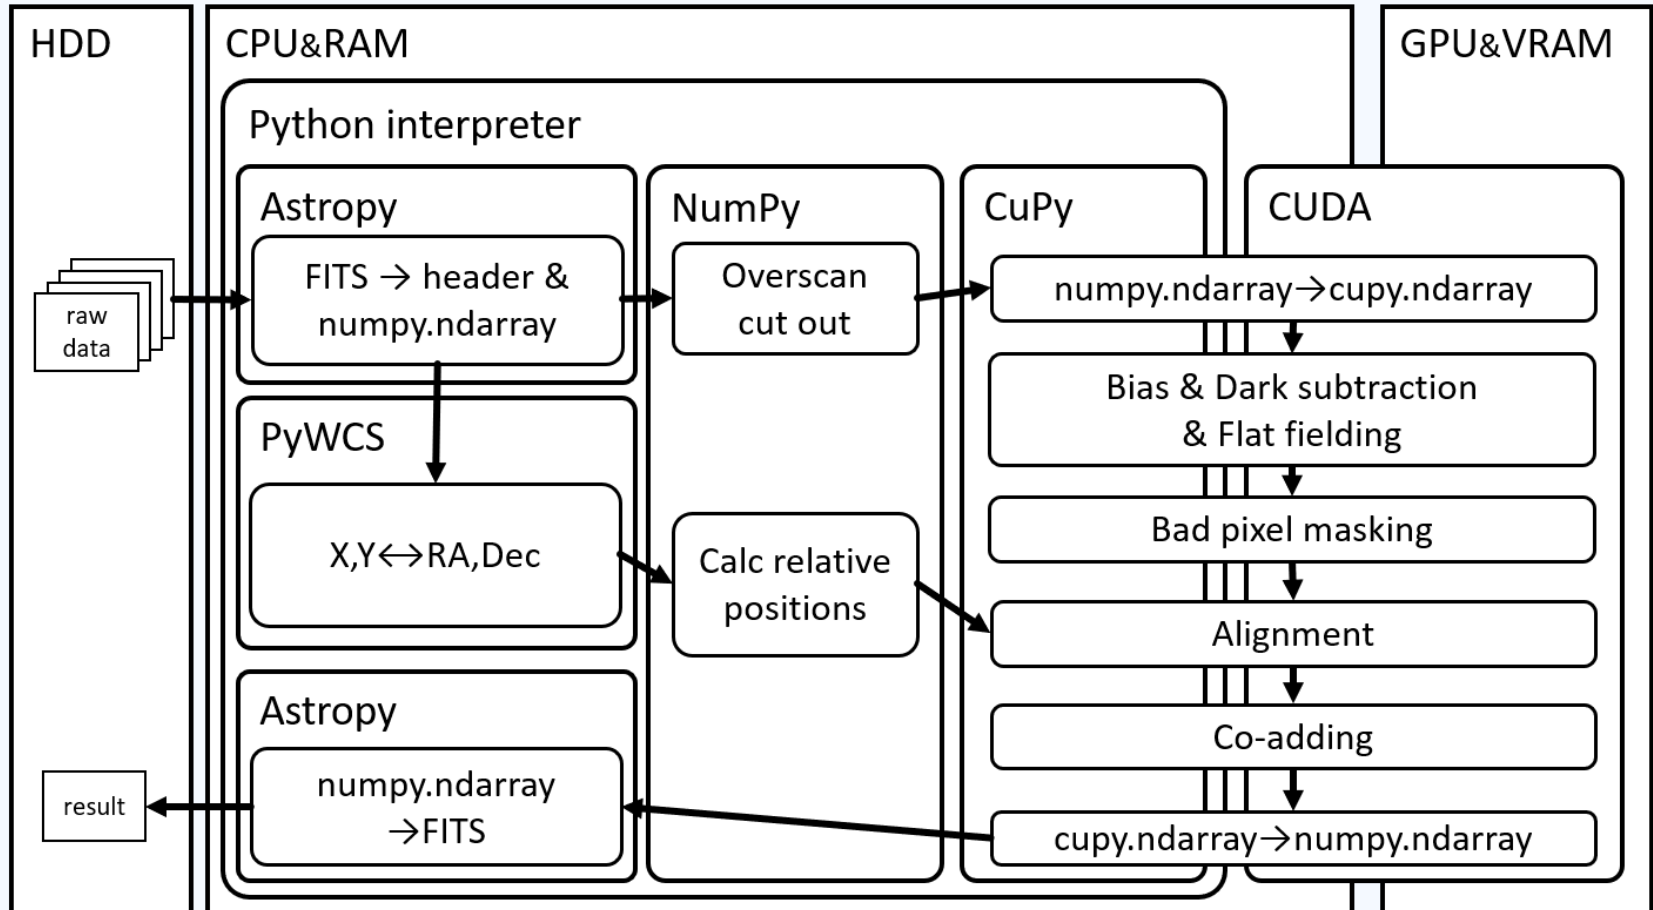 HDD
raw
data
result
CPU&RAM
Python interpreter
Astropy
FITS → header &
numpy.ndarray
PyWCS
X,Y↔RA,Dec
Astropy
numpy.ndarray
→FITS
NumPy
Overscan
cut out
Calc relative
positions
GPU&VRAM
CuPy
CUDA
numpy.ndarray→cupy.ndarray
Bias & Dark subtraction
& Flat fielding
Bad pixel masking
Alignment
Co-adding
cupy.ndarray→numpy.ndarray